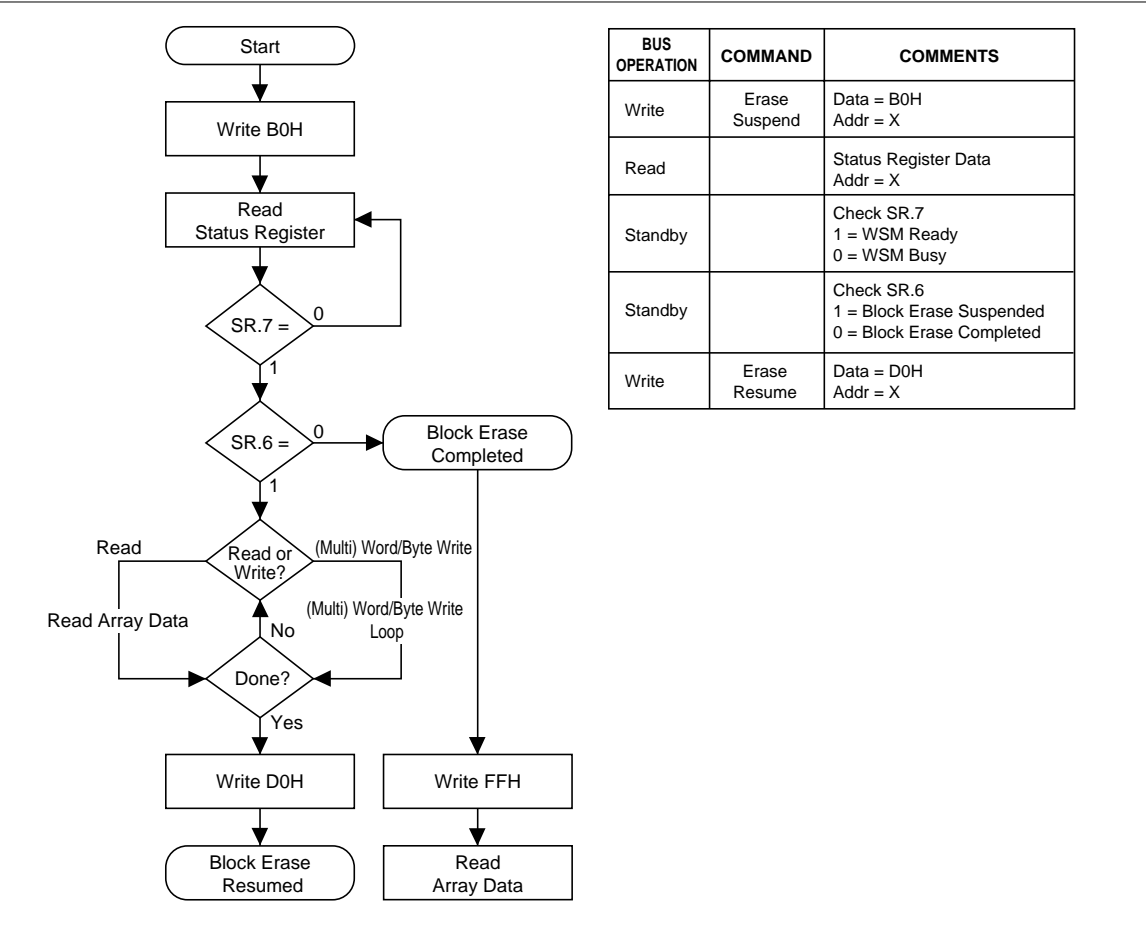 Start
Write B0H
Read
Status Register
SR.7 =
0
1
SR.6 =
0
1
Block Erase
Completed
Read or
Write?
Read
(Multi) Word/Byte Write
Read Array Data
(Multi) Word/Byte Write
Loop
No
Done?
Yes
Write D0H
Write FFH
Block Erase
Resumed
Read
Array Data
BUS
OPERATION
COMMAND
COMMENTS
Write
Erase
Suspend
Data = B0H
Addr = X
Read
Status Register Data
Addr = X
Standby
Check SR.7
1 = WSM Ready
0 = WSM Busy
Standby
Check SR.6
1 = Block Erase Suspended
0 = Block Erase Completed
Write
Erase
Resume
Data = D0H
Addr = X